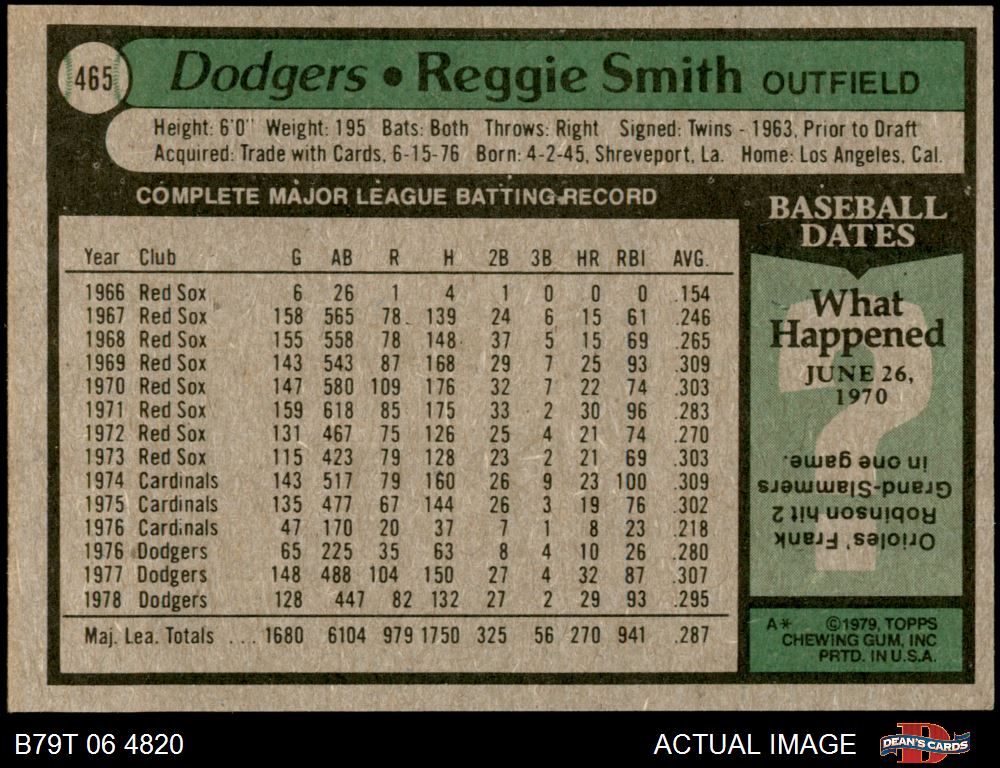 465
Dodgers • Reggie Smith OUTFIELD
Height: 6'0" Weight: 195 Bats: Both Throws: Right Signed: Twins - 1963, Prior to Draft
Acquired: Trade with Cards, 6-15-76 Born: 4-2-45, Shreveport, La. Home: Los Angeles, Cal.
COMPLETE MAJOR LEAGUE BATTING RECORD
Year Club G AB R H 2B 3B HR RBI AVG.
1966 Red Sox 6 26 1 4 1 0 0 0 .154
1967 Red Sox 158 565 78 139 24 6 15 61 .246
1968 Red Sox 155 558 78 148 37 5 15 69 .265
1969 Red Sox 143 543 87 168 29 7 25 93 .309
1970 Red Sox 147 580 109 176 32 7 22 74 .303
1971 Red Sox 159 618 85 175 33 2 30 96 .283
1972 Red Sox 131 467 75 126 25 4 21 74 .270
1973 Red Sox 115 423 79 128 23 2 21 69 .303
1974 Cardinals 143 517 79 160 26 9 23 100 .309
1975 Cardinals 135 477 67 144 26 3 19 76 .302
1976 Cardinals 47 170 20 37 7 1 8 23 .218
1976 Dodgers 65 225 35 63 8 4 10 26 .280
1977 Dodgers 148 488 104 150 27 4 32 87 .307
1978 Dodgers 128 447 82 132 27 2 29 93 .295
Maj. Lea. Totals .... 1680 6104 979 1750 325 56 270 941 .287
BASEBALL
DATES
What
Happened
JUNE 26,
1970
?
Orioles' Frank
Robinson hit 2
Grand-Slammers
in one game.
A* ©1979, TOPPS
CHEWING GUM, INC
PRTD. IN U.S.A.
B79T 06 4820
ACTUAL IMAGE
D
DEAN'S CARDS